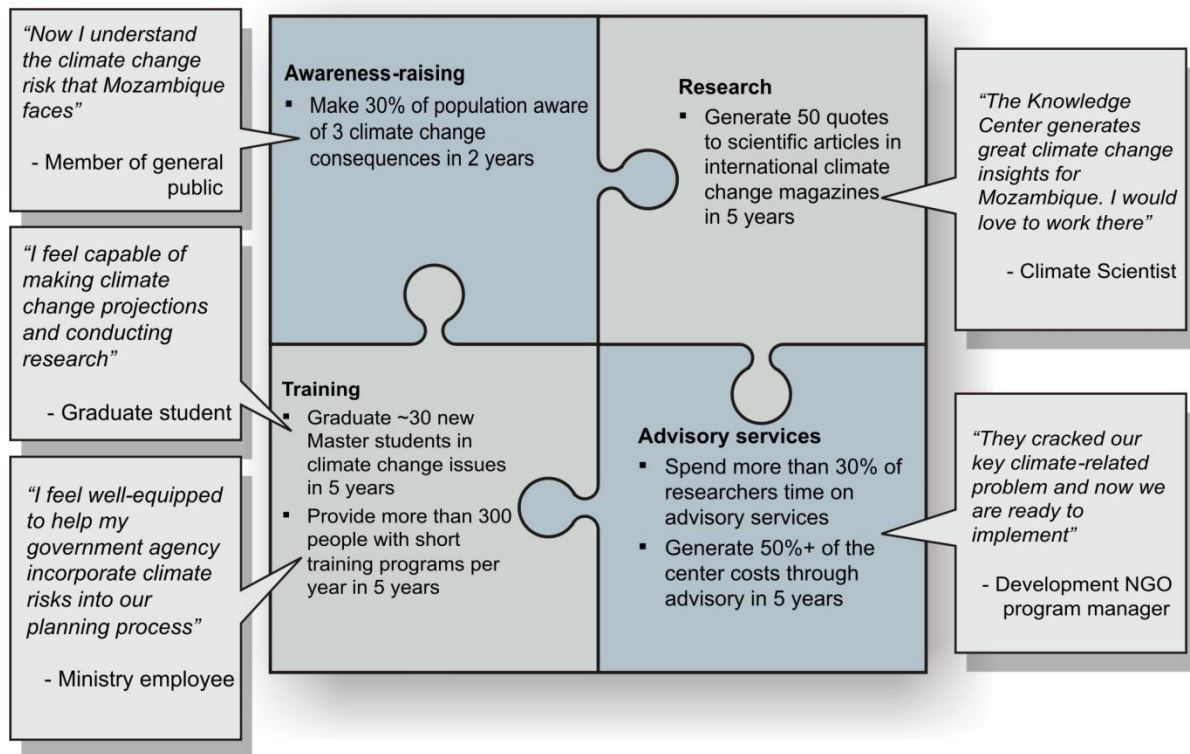 “Now I understand
the climate change
risk that Mozambique
faces”
- Member of general
public
“I feel capable of
making climate
change projections
and conducting
research”
- Graduate student
“I feel well-equipped
to help my
government agency
incorporate climate
risks into our
planning process”
- Ministry employee
Awareness-raising
▪ Make 30% of population aware
of 3 climate change
consequences in 2 years
Research
▪ Generate 50 quotes
to scientific articles in
international climate
change magazines
in 5 years
Training
▪ Graduate ~30 new
Master students in
climate change issues
in 5 years
▪ Provide more than 300
people with short
training programs per
year in 5 years
Advisory services
▪ Spend more than 30% of
researchers time on
advisory services
▪ Generate 50%+ of the
center costs through
advisory in 5 years
“The Knowledge
Center generates
great climate change
insights for
Mozambique. I would
love to work there”
- Climate Scientist
“They cracked our
key climate-related
problem and now we
are ready to
implement”
- Development NGO
program manager